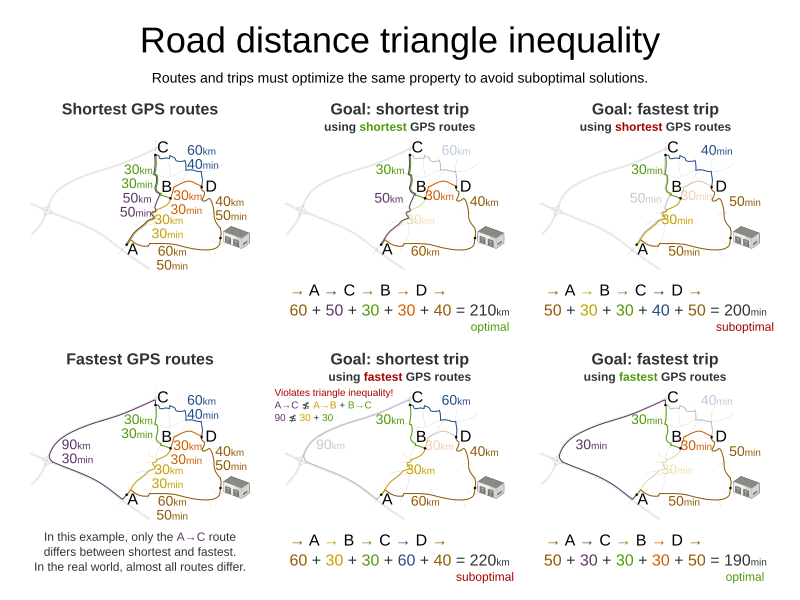 Road distance triangle inequality
Routes and trips must optimize the same property to avoid suboptimal solutions.
Shortest GPS routes
C
60km
40min
30km
30min
B
D
50km
50min
30km
30min
40km
50min
30km
30min
A
60km
50min
Goal: shortest trip
using shortest GPS routes
C
60km
30km
B
D
50km
30km
40km
30km
A
60km
→ A → C → B → D →
60 + 50 + 30 + 30 + 40 = 210km
optimal
Goal: fastest trip
using shortest GPS routes
C
40min
30min
B
D
50min
30min
50min
30min
A
50min
→ A → B → C → D →
50 + 30 + 30 + 40 + 50 = 200min
suboptimal
Fastest GPS routes
C
60km
40min
30km
30min
B
D
90km
30min
30km
30min
40km
50min
30km
30min
A
60km
50min
In this example, only the A→C route
differs between shortest and fastest.
In the real world, almost all routes differ.
Goal: shortest trip
using fastest GPS routes
Violates triangle inequality!
A→C ≰ A→B + B→C
90 ≰ 30 + 30
C
60km
30km
B
D
90km
30km
40km
30km
A
60km
→ A → B → C → D →
60 + 30 + 30 + 60 + 40 = 220km
suboptimal
Goal: fastest trip
using fastest GPS routes
C
40min
30min
B
D
30min
30min
50min
30min
A
50min
→ A → C → B → D →
50 + 30 + 30 + 30 + 50 = 190min
optimal